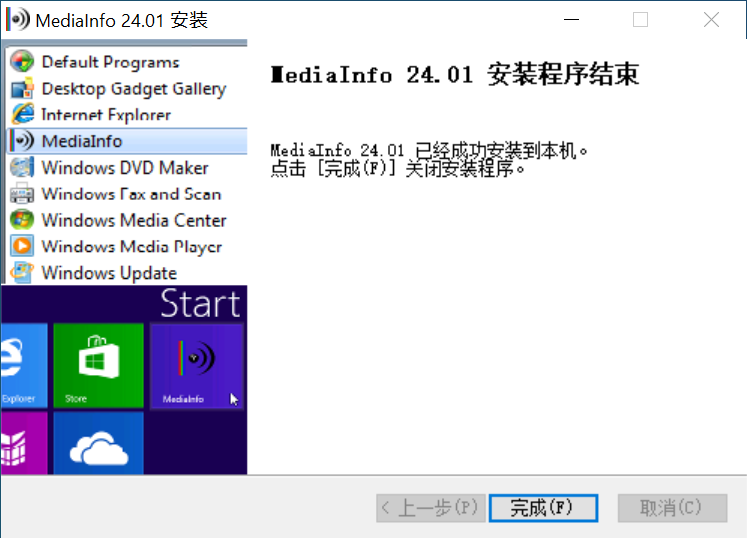 MediaInfo 24.01 安装
Default Programs
Desktop Gadget Gallery
Internet Explorer
MediaInfo
Windows DVD Maker
Windows Fax and Scan
Windows Media Center
Windows Media Player
Windows Update
Start
Explorer
Store
MediaInfo
MediaInfo 24.01 安装程序结束
MediaInfo 24.01 已经成功安装到本机。
点击 [完成(F)] 关闭安装程序。
< 上一步(P)
完成(F)
取消(C)